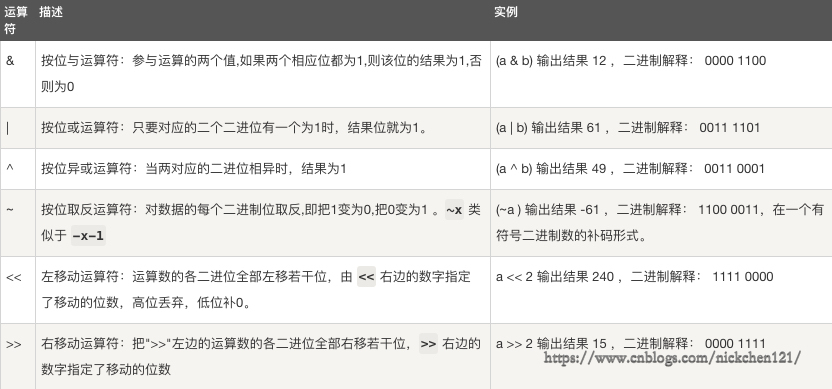 运算符 描述 实例
& 按位与运算符：参与运算的两个值,如果两个相应位都为1,则该位的结果为1,否 (a & b) 输出结果 12 ，二进制解释： 0000 1100
则为0
| 按位或运算符：只要对应的二个二进位有一个为1时，结果位就为1。 (a | b) 输出结果 61 ，二进制解释： 0011 1101
^ 按位异或运算符：当两对应的二进位相异时，结果为1 (a ^ b) 输出结果 49 ，二进制解释： 0011 0001
~ 按位取反运算符：对数据的每个二进制位取反,即把1变为0,把0变为1 。~x 类 (~a ) 输出结果 -61 ，二进制解释： 1100 0011，在一个有
似于 -x-1 符号二进制数的补码形式。
<< 左移动运算符：运算数的各二进位全部左移若干位，由 << 右边的数字指定 a << 2 输出结果 240 ，二进制解释： 1111 0000
了移动的位数，高位丢弃，低位补0。
>> 右移动运算符：把">>"左边的运算数的各二进位全部右移若干位，>> 右边的 a >> 2 输出结果 15 ，二进制解释： 0000 1111
数字指定了移动的位数
https://www.cnblogs.com/nickchen121/